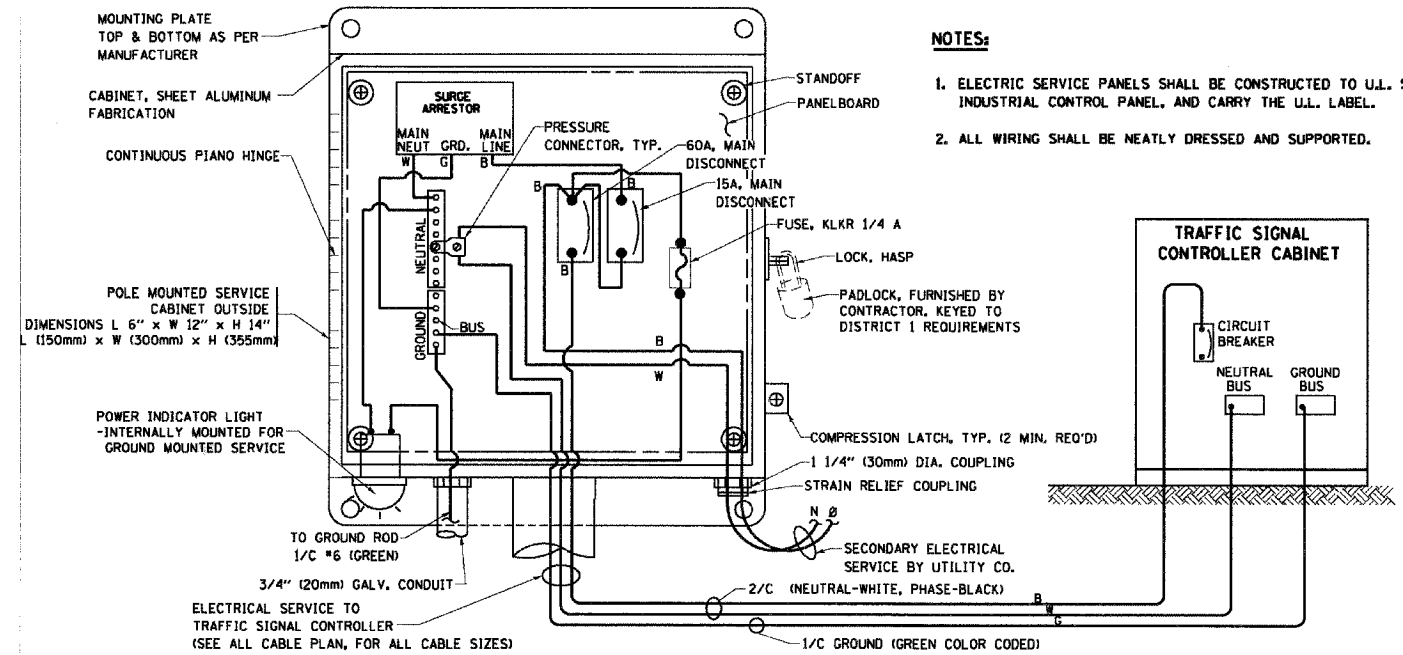 MOUNTING PLATE
TOP & BOTTOM AS PER
MANUFACTURER
CABINET, SHEET ALUMINUM
FABRICATION
CONTINUOUS PIANO HINGE
POLE MOUNTED SERVICE
CABINET OUTSIDE
DIMENSIONS L 6" x W 12" x H 14"
L (150mm) x W (300mm) x H (355mm)
POWER INDICATOR LIGHT
-INTERNALLY MOUNTED FOR
GROUND MOUNTED SERVICE
SURGE
ARRESTOR
MAIN
NEUT
GRD.
MAIN
LINE
W
G
B
PRESSURE
CONNECTOR, TYP.
STANDOFF
PANELBOARD
60A, MAIN
DISCONNECT
15A, MAIN
DISCONNECT
B
B
B
FUSE, KLKR 1/4 A
LOCK, HASP
PADLOCK, FURNISHED BY
CONTRACTOR, KEYED TO
DISTRICT 1 REQUIREMENTS
NEUTRAL
GROUND
BUS
B
W
COMPRESSION LATCH, TYP. (2 MIN. REQ'D)
1 1/4" (30mm) DIA. COUPLING
STRAIN RELIEF COUPLING
N Ø
SECONDARY ELECTRICAL
SERVICE BY UTILITY CO.
TO GROUND ROD
1/C #6 (GREEN)
3/4" (20mm) GALV. CONDUIT
ELECTRICAL SERVICE TO
TRAFFIC SIGNAL CONTROLLER
(SEE ALL CABLE PLAN, FOR ALL CABLE SIZES)
2/C (NEUTRAL-WHITE, PHASE-BLACK)
B
W
G
1/C GROUND (GREEN COLOR CODED)
NOTES:
1. ELECTRIC SERVICE PANELS SHALL BE CONSTRUCTED TO U.L.
INDUSTRIAL CONTROL PANEL, AND CARRY THE U.L. LABEL.
2. ALL WIRING SHALL BE NEATLY DRESSED AND SUPPORTED.
TRAFFIC SIGNAL
CONTROLLER CABINET
CIRCUIT
BREAKER
NEUTRAL
BUS
GROUND
BUS